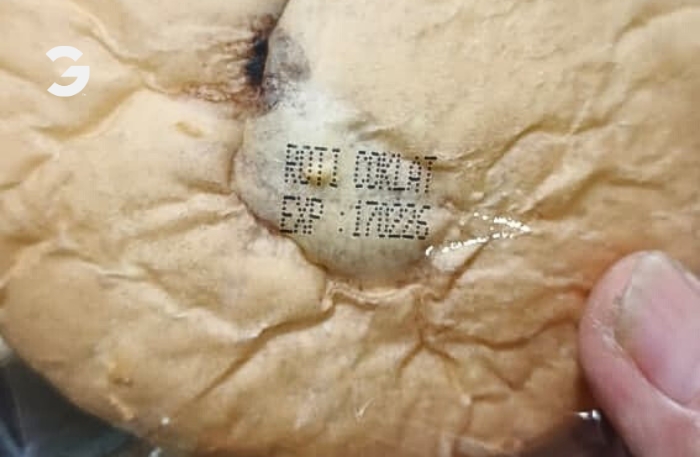 ROTI COKLAT
EXP :170226